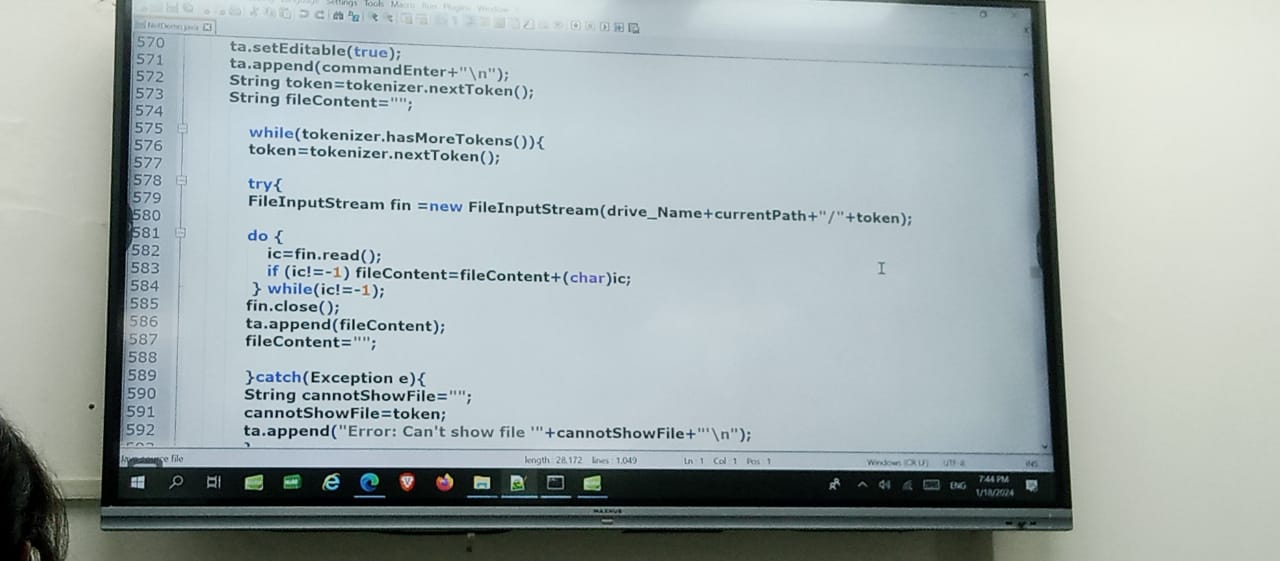 Settings Tools Macro Run Plugins Window
NetDemo.java
570 ta.setEditable(true);
571 ta.append(commandEnter+"\n");
572 String token=tokenizer.nextToken();
573 String fileContent="";
574
575 while(tokenizer.hasMoreTokens()){
576 token=tokenizer.nextToken();
577
578 try{
579 FileInputStream fin =new FileInputStream(drive_Name+currentPath+"/"+token);
580
581 do {
582 ic=fin.read();
583 if (ic!=-1) fileContent=fileContent+(char)ic;
584 } while(ic!=-1);
585 fin.close();
586 ta.append(fileContent);
587 fileContent="";
588
589 }catch(Exception e){
590 String cannotShowFile="";
591 cannotShowFile=token;
592 ta.append("Error: Can't show file '"+cannotShowFile+"'\n");
Java source file length : 28,172 lines : 1,049 Ln : 1 Col : 1 Pos : 1 Windows (CR LF) UTF-8 INS
ENG 7:44 PM
1/18/2024
MAXHUB